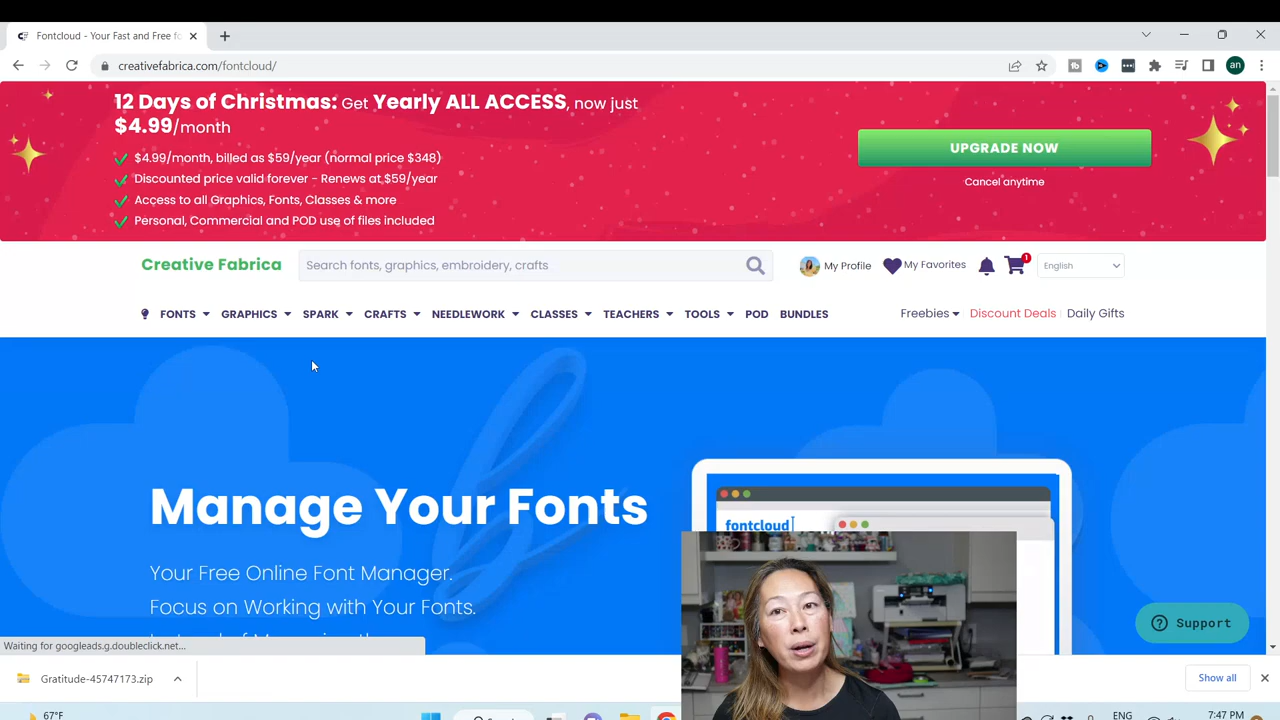 Fontcloud - Your Fast and Free fo
creativefabrica.com/fontcloud/
an
12 Days of Christmas: Get Yearly ALL ACCESS, now just
$4.99/month
$4.99/month, billed as $59/year (normal price $348)
Discounted price valid forever - Renews at $59/year
Access to all Graphics, Fonts, Classes & more
Personal, Commercial and POD use of files included
UPGRADE NOW
Cancel anytime
Creative Fabrica
Search fonts, graphics, embroidery, crafts
My Profile
My Favorites
1
English
FONTS GRAPHICS SPARK CRAFTS NEEDLEWORK CLASSES TEACHERS TOOLS POD BUNDLES
Freebies Discount Deals Daily Gifts
Manage Your Fonts
Your Free Online Font Manager.
Focus on Working with Your Fonts.
fontcloud
Support
Waiting for googleads.g.doubleclick.net...
Gratitude-45747173.zip
Show all
67°F
ENG
7:47 PM